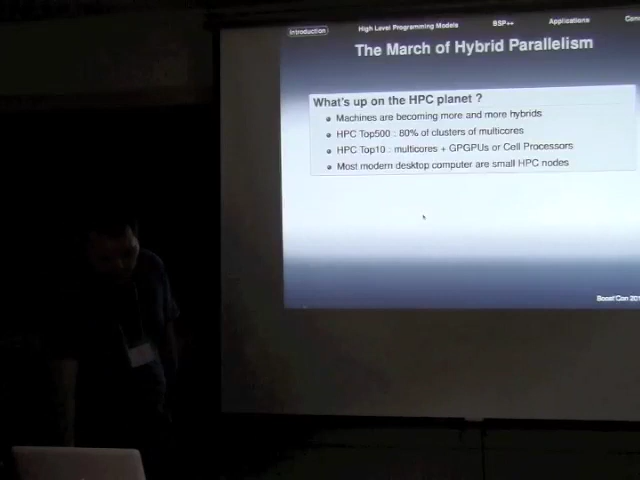 Introduction High Level Programming Models BSP++ Applications
The March of Hybrid Parallelism
What's up on the HPC planet ?
Machines are becoming more and more hybrids
HPC Top500 : 80% of clusters of multicores
HPC Top10 : multicores + GPGPUs or Cell Processors
Most modern desktop computer are small HPC nodes
Boost'Con